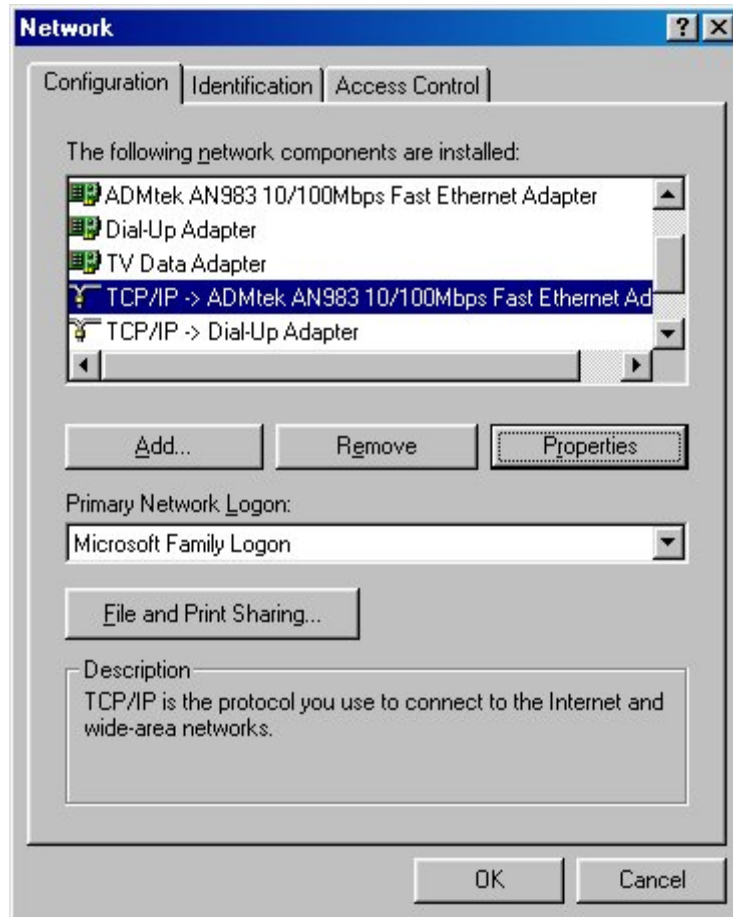 Network
Configuration Identification Access Control
The following network components are installed:
ADMtek AN983 10/100Mbps Fast Ethernet Adapter
Dial-Up Adapter
TV Data Adapter
TCP/IP -> ADMtek AN983 10/100Mbps Fast Ethernet Ad
TCP/IP -> Dial-Up Adapter
Add... Remove Properties
Primary Network Logon:
Microsoft Family Logon
File and Print Sharing...
Description
TCP/IP is the protocol you use to connect to the Internet and
wide-area networks.
OK Cancel